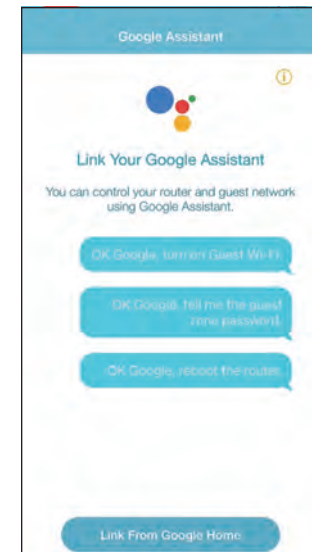 Google Assistant
Link Your Google Assistant
You can control your router and guest network
using Google Assistant.
OK Google, turn on Guest Wi-Fi.
OK Google, tell me the guest
zone password.
OK Google, reboot the router.
Link From Google Home